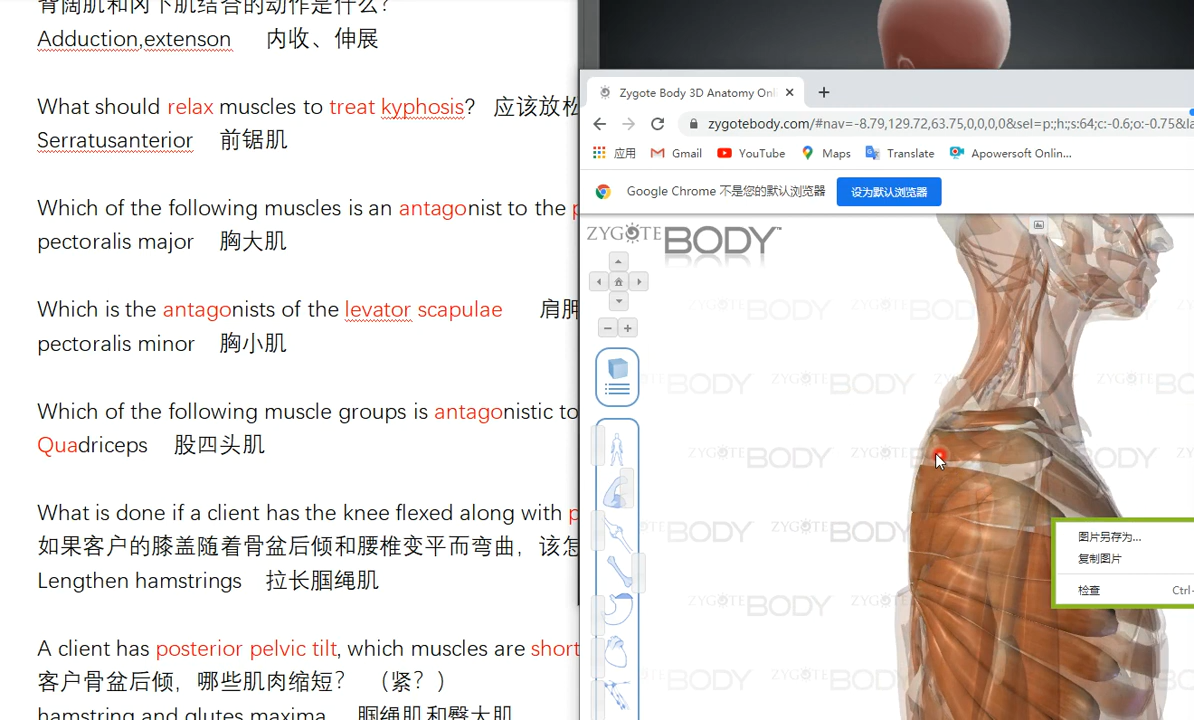 背阔肌和冈下肌结合的动作是什么？
Adduction,extenson 内收、伸展
What should relax muscles to treat kyphosis? 应该放松
Serratusanterior 前锯肌
Which of the following muscles is an antagonist to the
pectoralis major 胸大肌
Which is the antagonists of the levator scapulae 肩胛
pectoralis minor 胸小肌
Which of the following muscle groups is antagonistic to
Quadriceps 股四头肌
What is done if a client has the knee flexed along with
如果客户的膝盖随着骨盆后倾和腰椎变平而弯曲，该怎
Lengthen hamstrings 拉长腘绳肌
A client has posterior pelvic tilt, which muscles are short
客户骨盆后倾，哪些肌肉缩短？ （紧？）
hamstring and glutes maxima 腘绳肌和臀大肌
Zygote Body 3D Anatomy Onl
zygotebody.com/#nav=-8.79,129.72,63.75,0,0,0,0&sel=p:;h:;s:64;c:-0.6;o:-0.75&la
应用 Gmail YouTube Maps Translate Apowersoft Onlin...
Google Chrome 不是您的默认浏览器 设为默认浏览器
ZYGOTE BODY™
图片另存为...
复制图片
检查 Ctrl